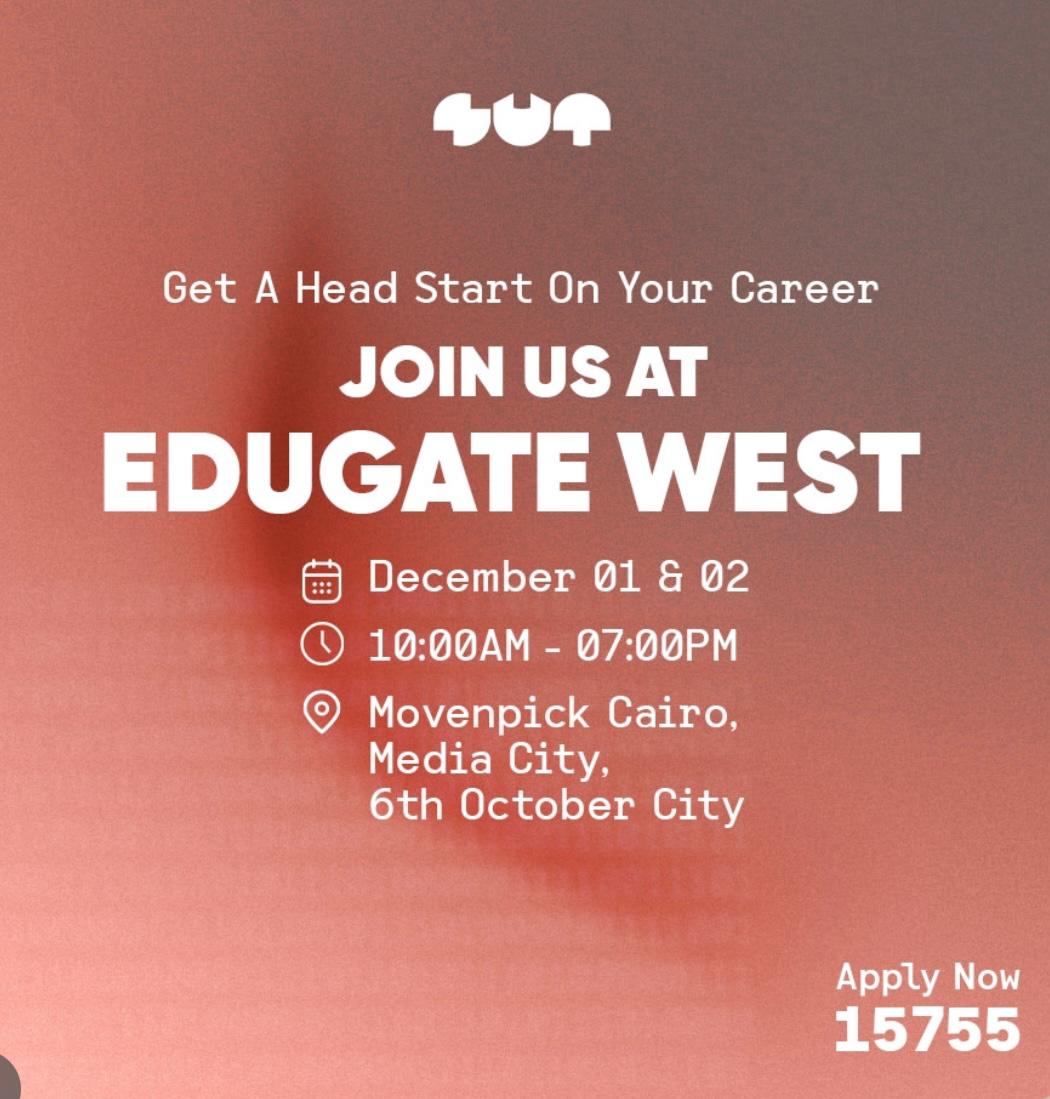 SUT
Get A Head Start On Your Career
JOIN US AT
EDUGATE WEST
December 01 & 02
10:00AM - 07:00PM
Movenpick Cairo,
Media City,
6th October City
Apply Now
15755